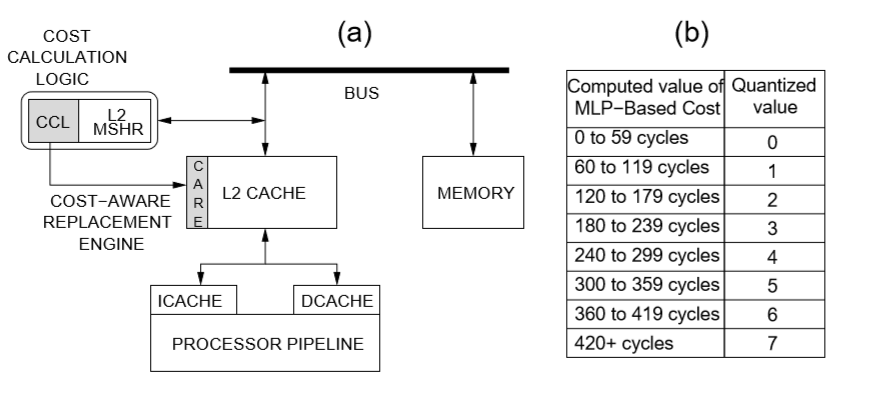 (a)
COST
CALCULATION
LOGIC
CCL
L2
MSHR
BUS
C
A
R
E
L2 CACHE
MEMORY
COST−AWARE
REPLACEMENT
ENGINE
ICACHE
DCACHE
PROCESSOR PIPELINE
(b)
Computed value of
MLP−Based Cost
Quantized
value
0 to 59 cycles 0
60 to 119 cycles 1
120 to 179 cycles 2
180 to 239 cycles 3
240 to 299 cycles 4
300 to 359 cycles 5
360 to 419 cycles 6
420+ cycles 7